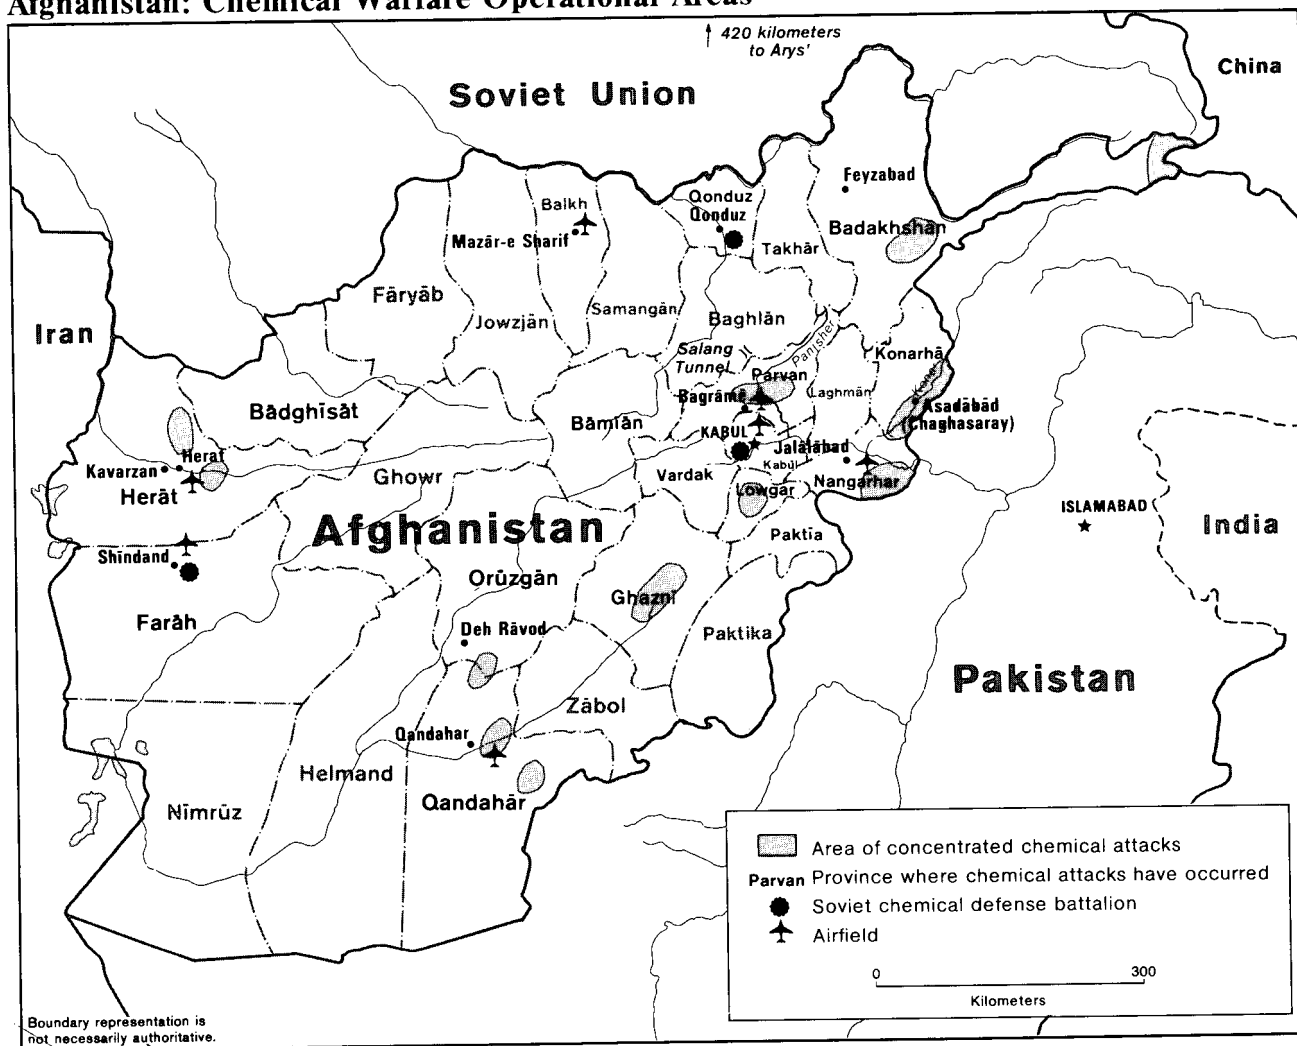 Afghanistan: Chemical Warfare Operational Areas
420 kilometers
to Arys'
China
Soviet Union
Feyzabad
Balkh
Qonduz
Qonduz
Badakhshān
Mazār-e Sharif
Takhār
Fāryāb
Samangān
Jowzjān
Baghlān
Iran
Panjsher
Salang
Tunnel
Konarhā
Parvan
Konar
Laghmān
Bagrāme
Asadābād
(Chaghasaray)
Bādghīsāt
Bāmīān
KABUL
Jalālābād
Kabul
Herat
Kavarzan
Herāt
Ghowr
Vardak
Lowgar
Nangarhar
ISLAMABAD
Afghanistan
India
Paktīa
Shīndand
Orūzgān
Ghaznī
Farāh
Deh Rāvod
Paktika
Pakistan
Zābol
Qandahar
Helmand
Qandahār
Nīmrūz
Area of concentrated chemical attacks
Parvan Province where chemical attacks have occurred
Soviet chemical defense battalion
Airfield
0 300
Kilometers
Boundary representation is
not necessarily authoritative.